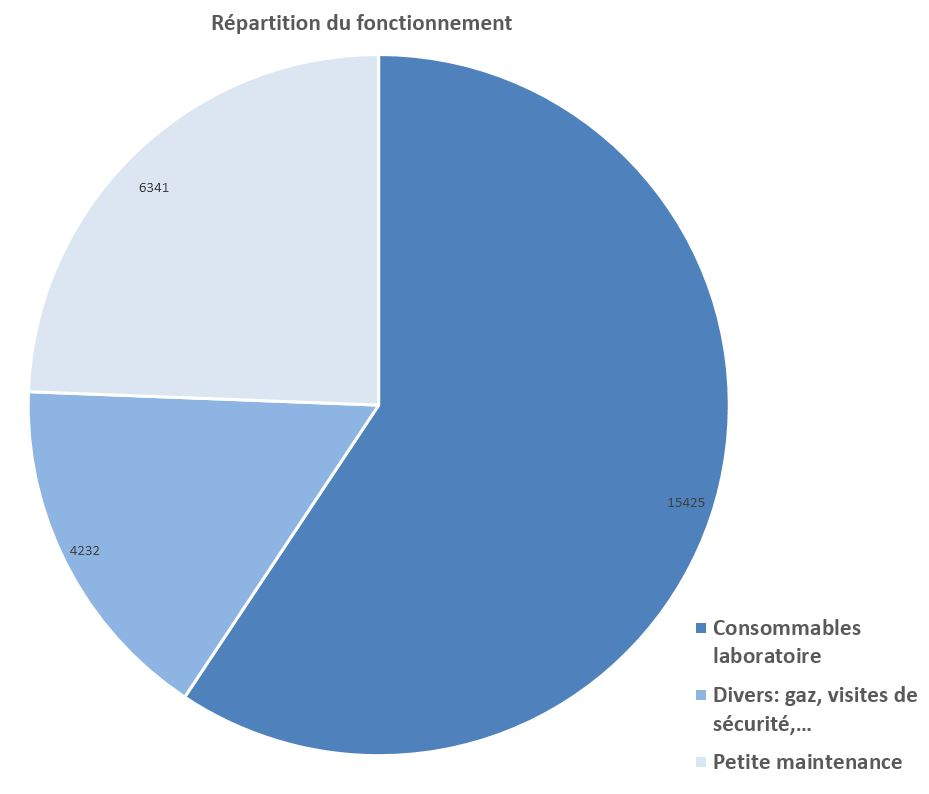 Répartition du fonctionnement
6341
15425
4232
Consommables
laboratoire
Divers: gaz, visites de
sécurité,...
Petite maintenance